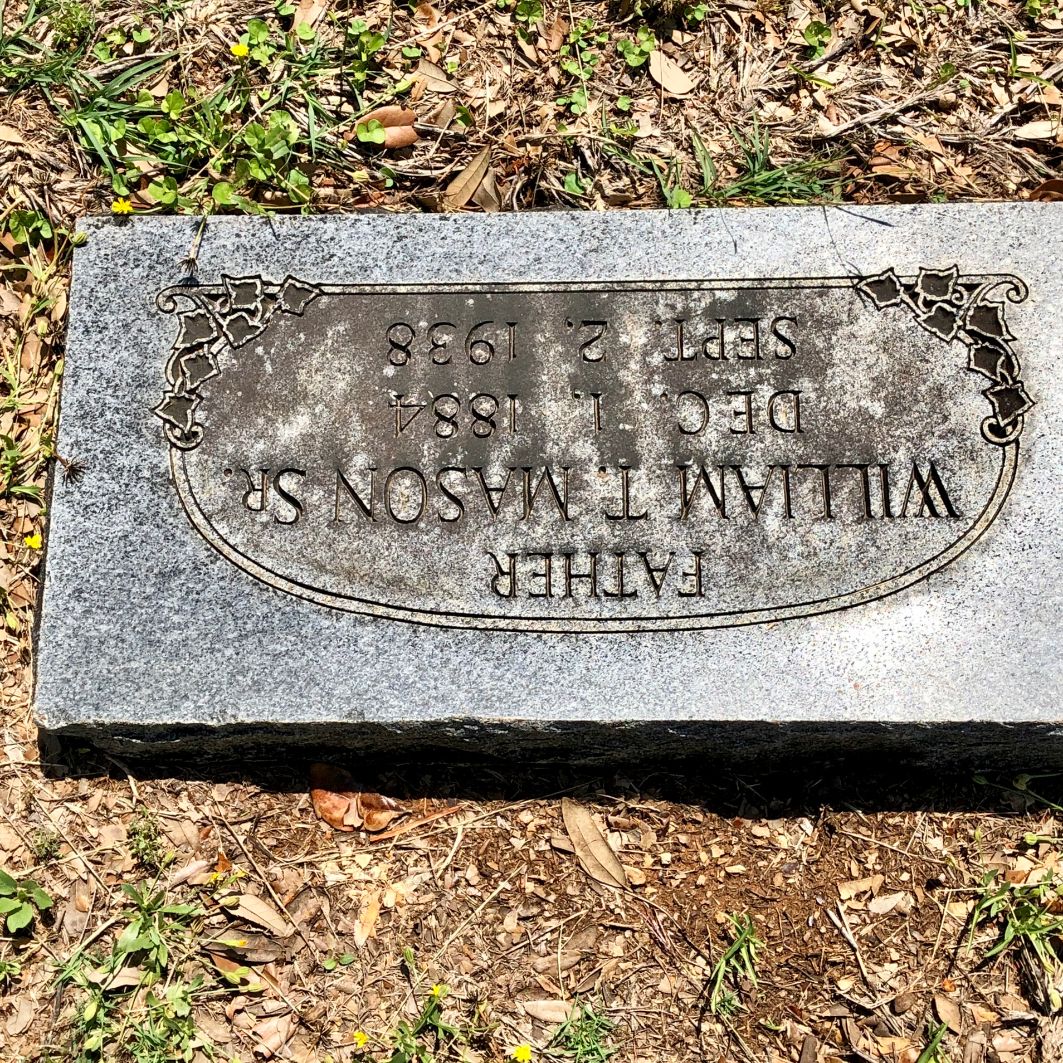 FATHER
WILLIAM T. MASON SR.
DEC. 1, 1884
SEPT. 2, 1938